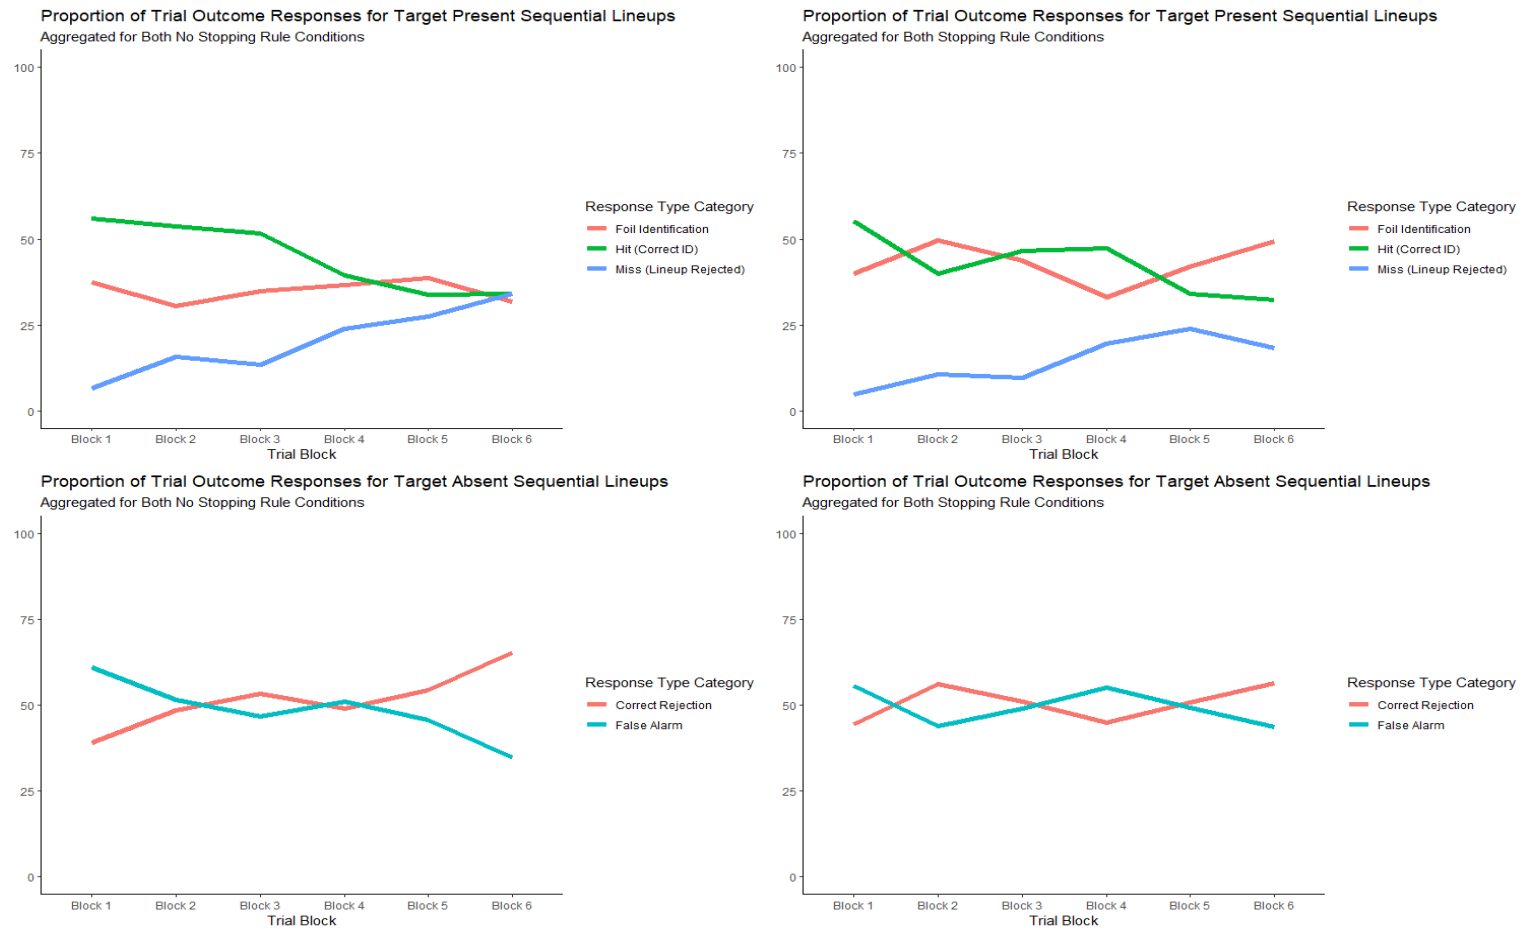 Proportion of Trial Outcome Responses for Target Present Sequential Lineups
Aggregated for Both No Stopping Rule Conditions
100
75
50
25
0
Block 1 Block 2 Block 3 Block 4 Block 5 Block 6
Trial Block
Response Type Category
Foil Identification
Hit (Correct ID)
Miss (Lineup Rejected)
Proportion of Trial Outcome Responses for Target Present Sequential Lineups
Aggregated for Both Stopping Rule Conditions
100
75
50
25
0
Block 1 Block 2 Block 3 Block 4 Block 5 Block 6
Trial Block
Response Type Category
Foil Identification
Hit (Correct ID)
Miss (Lineup Rejected)
Proportion of Trial Outcome Responses for Target Absent Sequential Lineups
Aggregated for Both No Stopping Rule Conditions
100
75
50
25
0
Block 1 Block 2 Block 3 Block 4 Block 5 Block 6
Trial Block
Response Type Category
Correct Rejection
False Alarm
Proportion of Trial Outcome Responses for Target Absent Sequential Lineups
Aggregated for Both Stopping Rule Conditions
100
75
50
25
0
Block 1 Block 2 Block 3 Block 4 Block 5 Block 6
Trial Block
Response Type Category
Correct Rejection
False Alarm